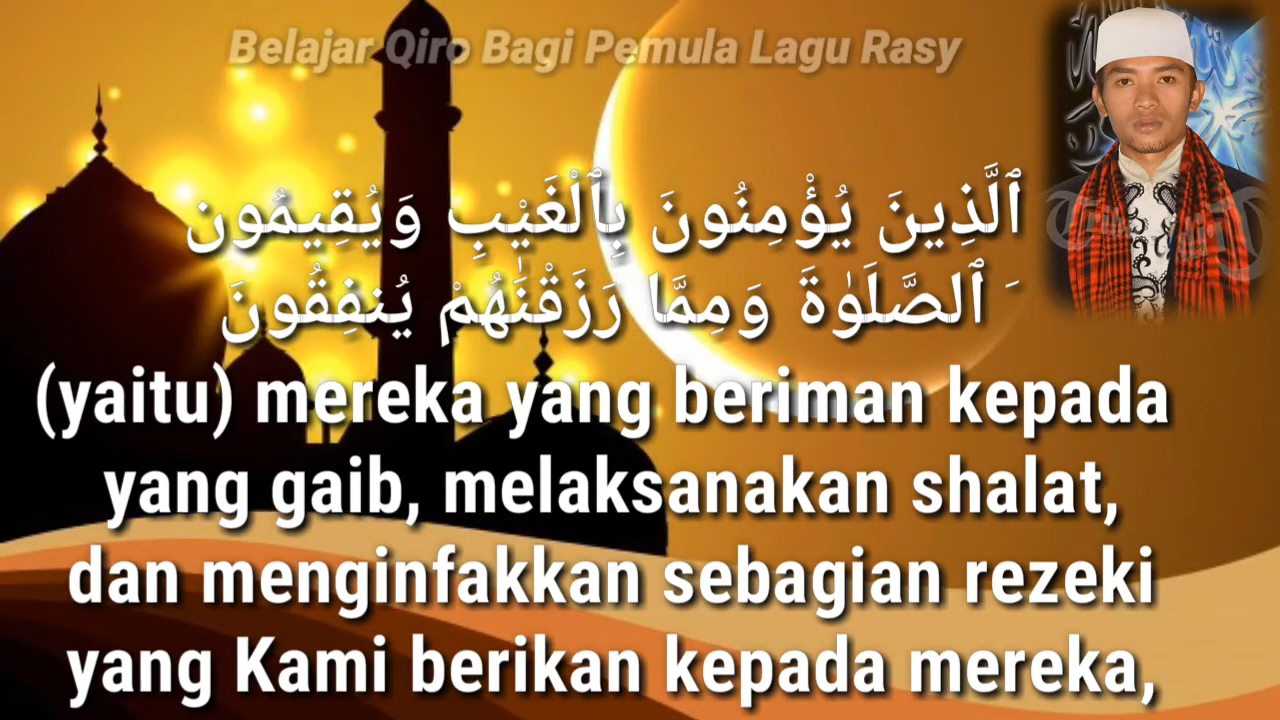 Belajar Qiro Bagi Pemula Lagu Rasy
ٱلَّذِينَ يُؤْمِنُونَ بِٱلْغَيْبِ وَيُقِيمُون
َ ٱلصَّلَوٰةَ وَمِمَّا رَزَقْنَٰهُمْ يُنفِقُونَ
(yaitu) mereka yang beriman kepada
yang gaib, melaksanakan shalat,
dan menginfakkan sebagian rezeki
yang Kami berikan kepada mereka,